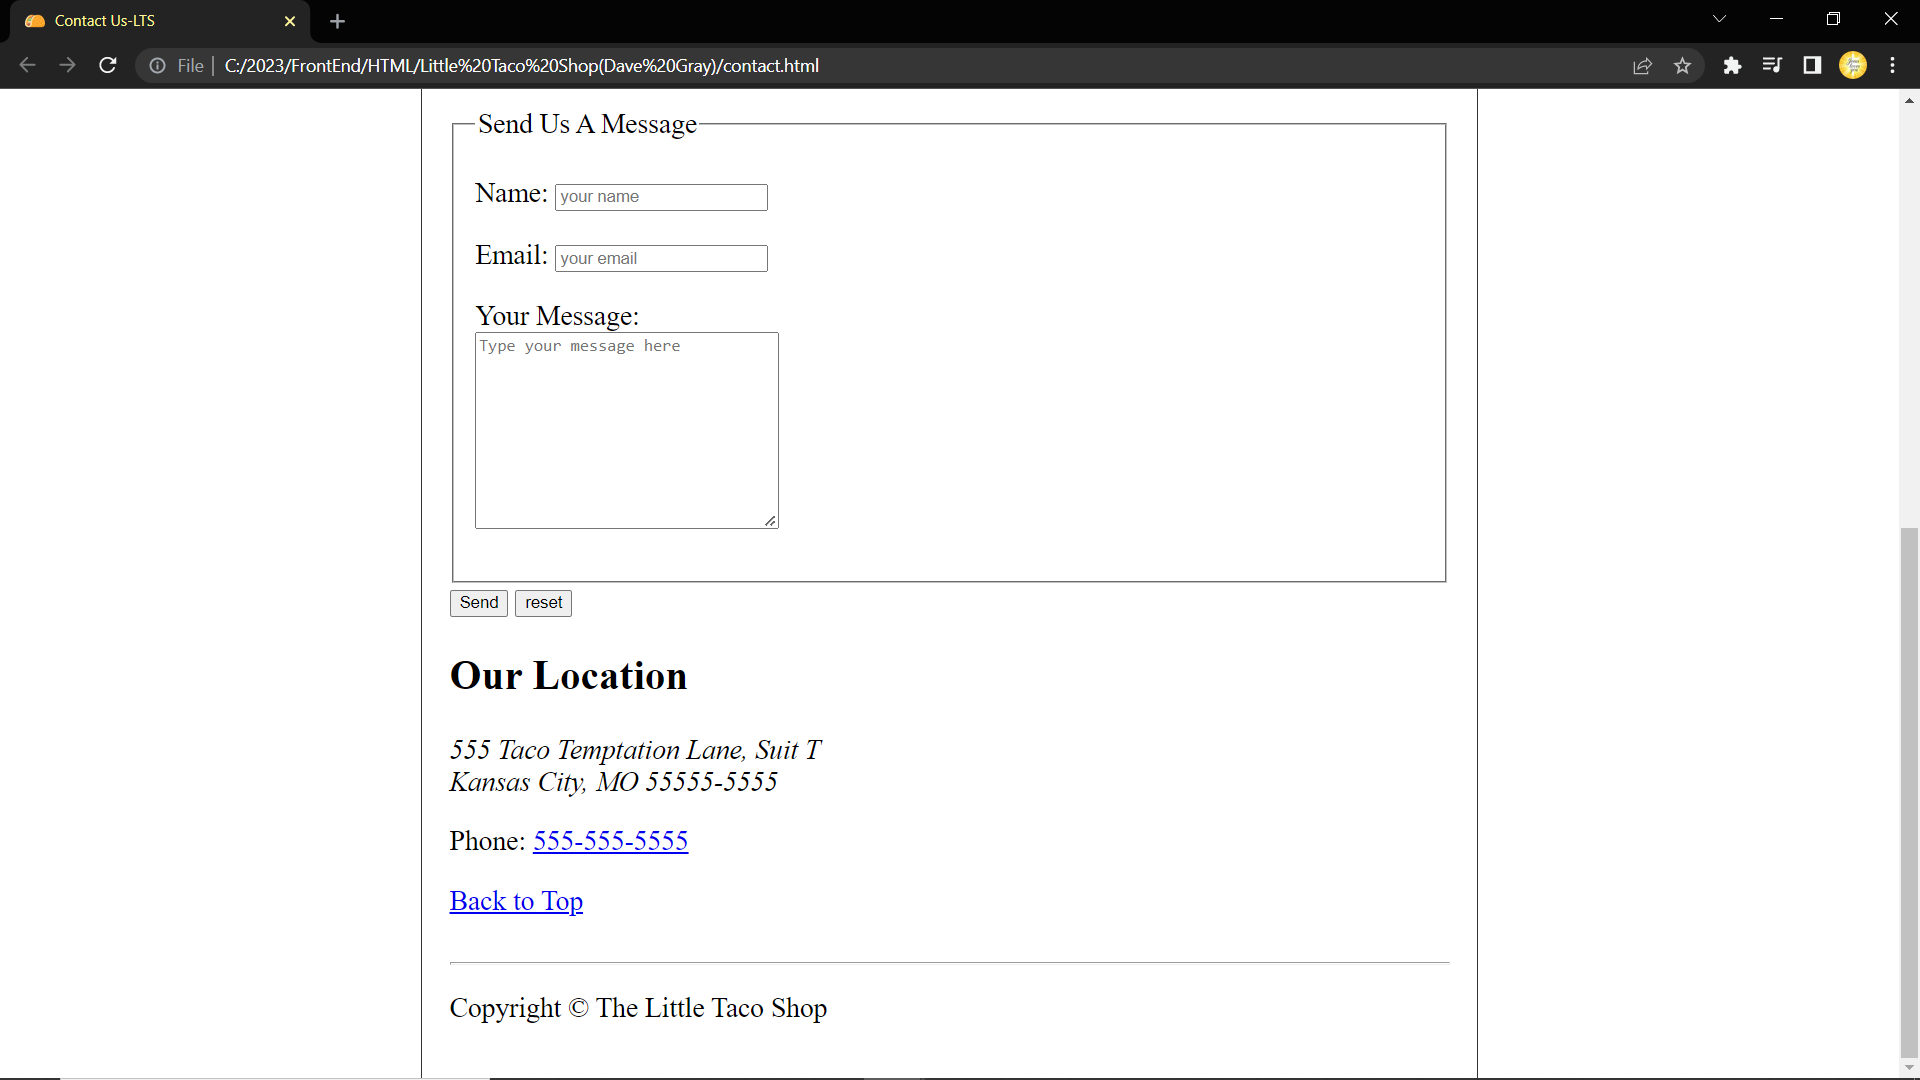 Contact Us-LTS
File | C:/2023/FrontEnd/HTML/Little%20Taco%20Shop(Dave%20Gray)/contact.html
Send Us A Message
Name: your name
Email: your email
Your Message:
Type your message here
Send reset
Our Location
555 Taco Temptation Lane, Suit T
Kansas City, MO 55555-5555
Phone: 555-555-5555
Back to Top
Copyright © The Little Taco Shop